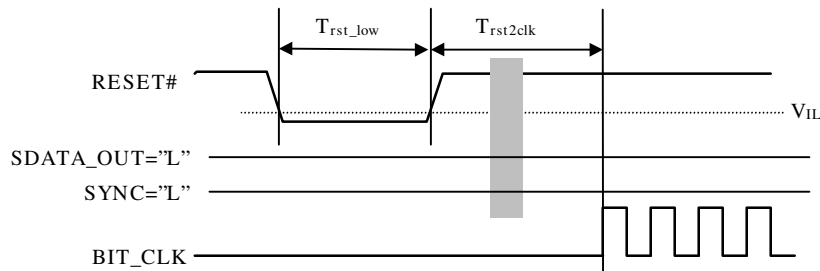 Trst_low Trst2clk
RESET#
VIL
SDATA_OUT="L"
SYNC="L"
BIT_CLK